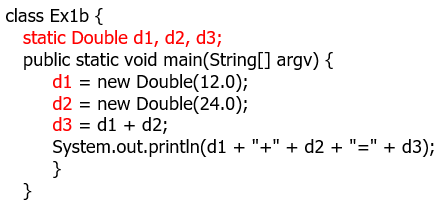 class Ex1b {
static Double d1, d2, d3;
public static void main(String[] argv) {
d1 = new Double(12.0);
d2 = new Double(24.0);
d3 = d1 + d2;
System.out.println(d1 + "+" + d2 + "=" + d3);
}
}